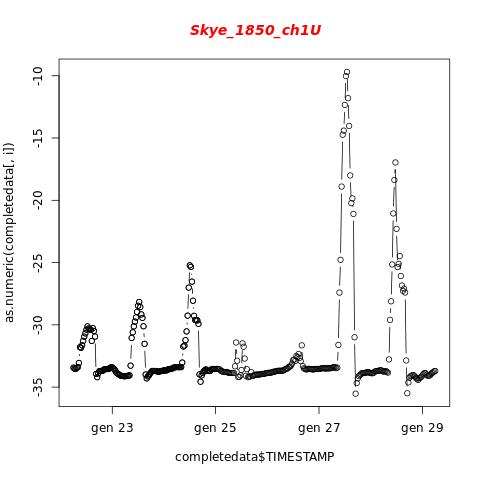 Skye_1850_ch1U
as.numeric(completedata[, i])
-10
-15
-20
-25
-30
-35
gen 23
gen 25
gen 27
gen 29
completedata$TIMESTAMP